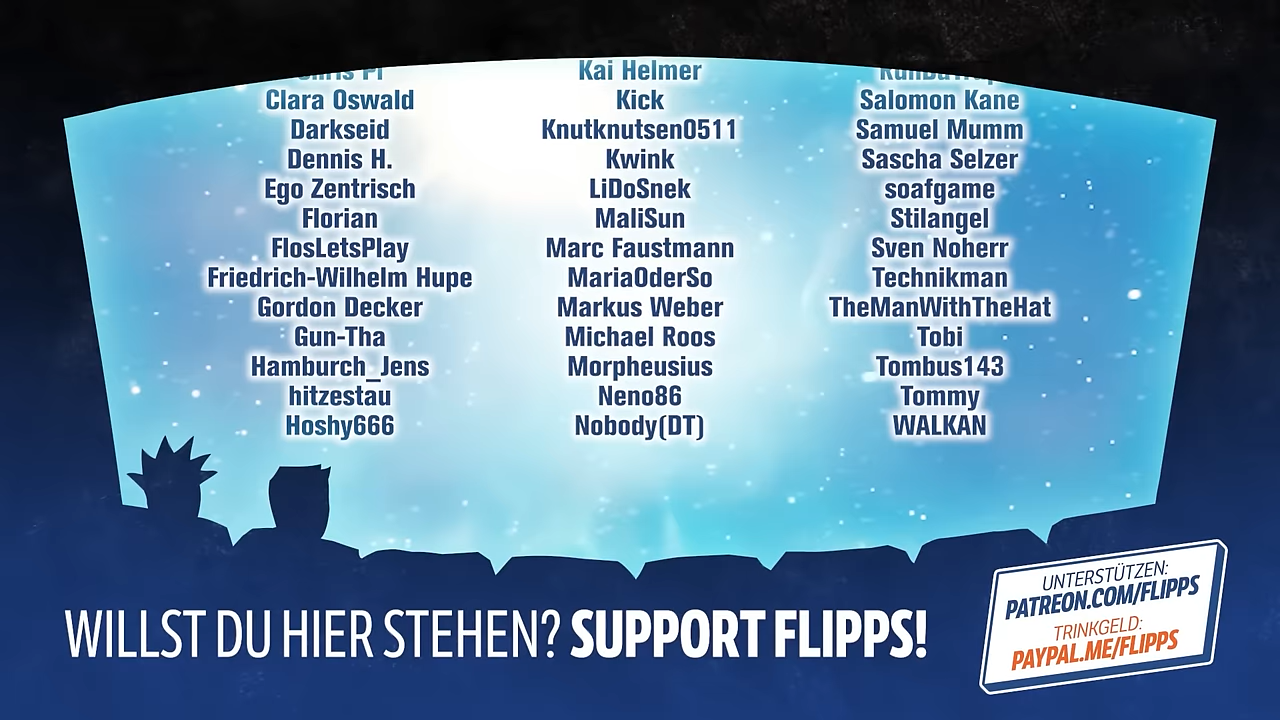 Kai Helmer
Clara Oswald
Kick
Salomon Kane
Darkseid
Knutknutsen0511
Samuel Mumm
Dennis H.
Kwink
Sascha Selzer
Ego Zentrisch
LiDoSnek
soafgame
Florian
MaliSun
Stilangel
FlosLetsPlay
Marc Faustmann
Sven Noherr
Friedrich-Wilhelm Hupe
MariaOderSo
Technikman
Gordon Decker
Markus Weber
TheManWithTheHat
Gun-Tha
Michael Roos
Tobi
Hamburch_Jens
Morpheusius
Tombus143
hitzestau
Neno86
Tommy
Hoshy666
Nobody(DT)
WALKAN
WILLST DU HIER STEHEN? SUPPORT FLIPPS!
UNTERSTÜTZEN:
PATREON.COM/FLIPPS
TRINKGELD:
PAYPAL.ME/FLIPPS